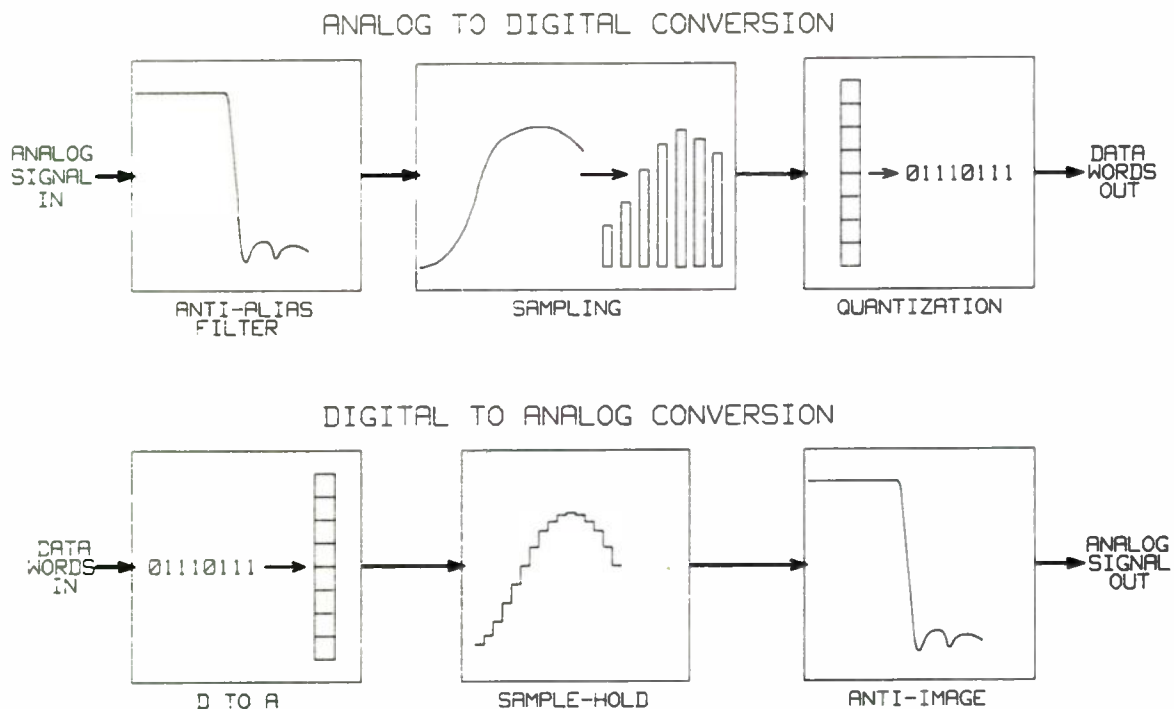 ANALOG TO DIGITAL CONVERSION
ANALOG
SIGNAL
IN
01110111
DATA
WORDS
OUT
ANTI-ALIAS
FILTER
SAMPLING
QUANTIZATION
DIGITAL TO ANALOG CONVERSION
DATA
WORDS
IN
01110111
ANALOG
SIGNAL
OUT
D TO A
SAMPLE-HOLD
ANTI-IMAGE